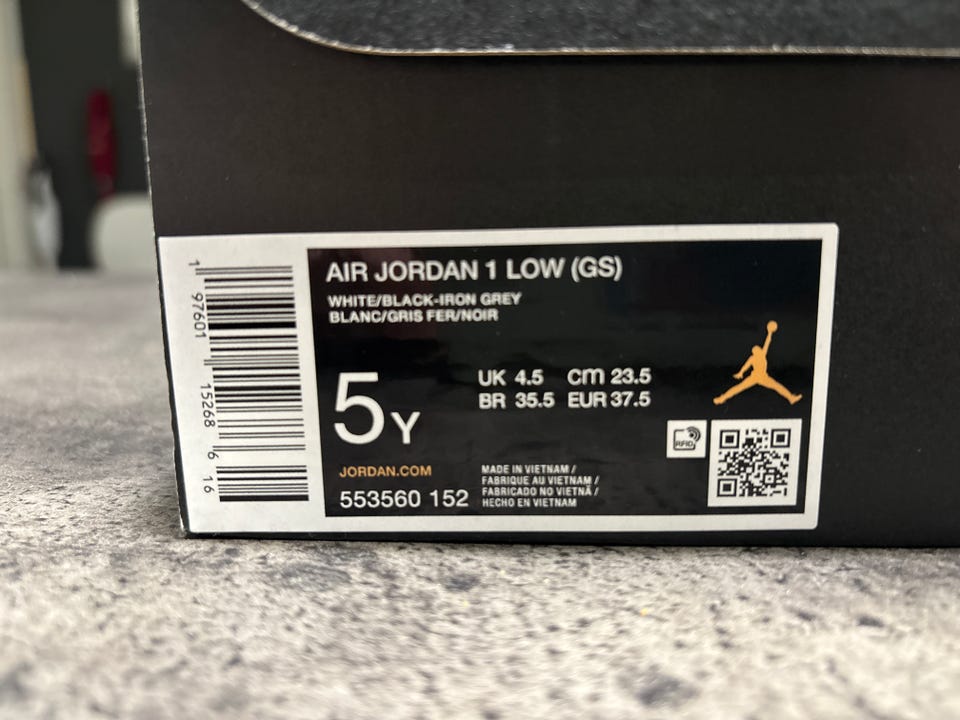 1 97601 15268 6 16
AIR JORDAN 1 LOW (GS)
WHITE/BLACK-IRON GREY
BLANC/GRIS FER/NOIR
5Y
UK 4.5 cm 23.5
BR 35.5 EUR 37.5
RFID
JORDAN.COM
553560 152
MADE IN VIETNAM /
FABRIQUE AU VIETNAM /
FABRICADO NO VIETNÃ /
HECHO EN VIETNAM